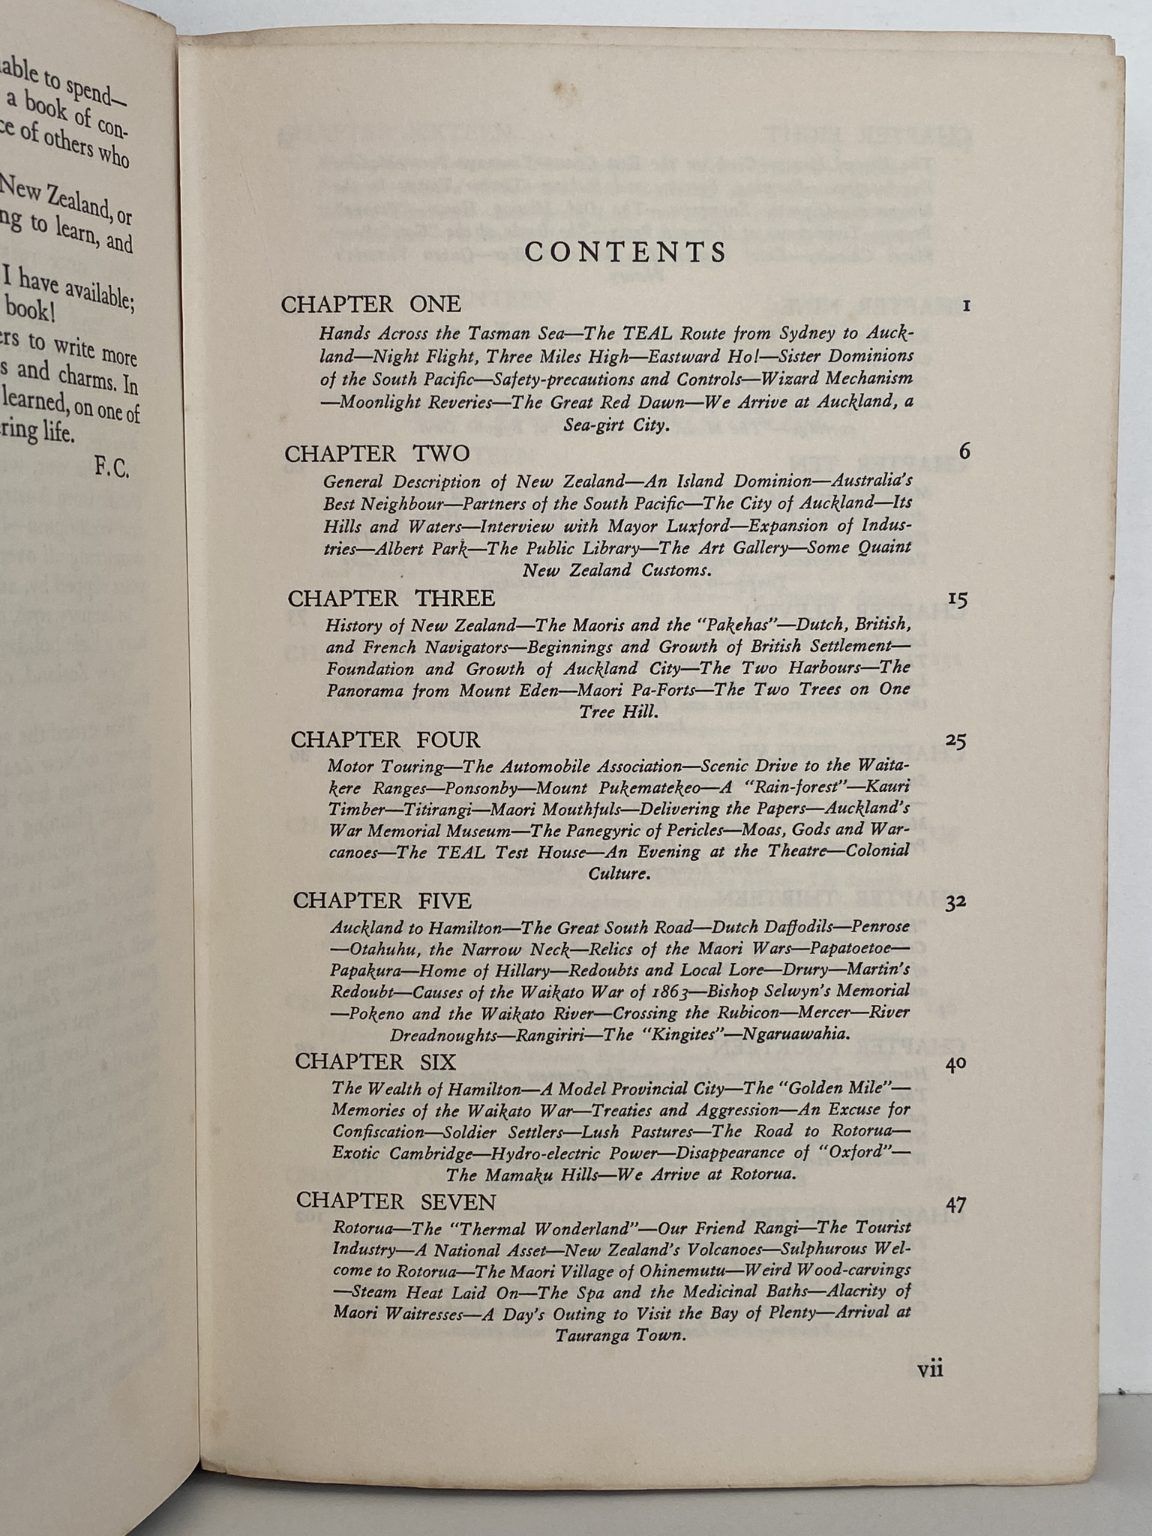 able to spend—
a book of con-
ce of others who
New Zealand, or
ng to learn, and
I have available;
book!
ers to write more
s and charms. In
learned, on one of
ring life.
F.C.
CONTENTS
CHAPTER ONE 1
Hands Across the Tasman Sea—The TEAL Route from Sydney to Auck-
land—Night Flight, Three Miles High—Eastward Ho!—Sister Dominions
of the South Pacific—Safety-precautions and Controls—Wizard Mechanism
—Moonlight Reveries—The Great Red Dawn—We Arrive at Auckland, a
Sea-girt City.
CHAPTER TWO 6
General Description of New Zealand—An Island Dominion—Australia's
Best Neighbour—Partners of the South Pacific—The City of Auckland—Its
Hills and Waters—Interview with Mayor Luxford—Expansion of Indus-
tries—Albert Park—The Public Library—The Art Gallery—Some Quaint
New Zealand Customs.
CHAPTER THREE 15
History of New Zealand—The Maoris and the "Pakehas"—Dutch, British,
and French Navigators—Beginnings and Growth of British Settlement—
Foundation and Growth of Auckland City—The Two Harbours—The
Panorama from Mount Eden—Maori Pa-Forts—The Two Trees on One
Tree Hill.
CHAPTER FOUR 25
Motor Touring—The Automobile Association—Scenic Drive to the Waita-
kere Ranges—Ponsonby—Mount Pukematekeo—A "Rain-forest"—Kauri
Timber—Titirangi—Maori Mouthfuls—Delivering the Papers—Auckland's
War Memorial Museum—The Panegyric of Pericles—Moas, Gods and War-
canoes—The TEAL Test House—An Evening at the Theatre—Colonial
Culture.
CHAPTER FIVE 32
Auckland to Hamilton—The Great South Road—Dutch Daffodils—Penrose
—Otahuhu, the Narrow Neck—Relics of the Maori Wars—Papatoetoe—
Papakura—Home of Hillary—Redoubts and Local Lore—Drury—Martin's
Redoubt—Causes of the Waikato War of 1863—Bishop Selwyn's Memorial
—Pokeno and the Waikato River—Crossing the Rubicon—Mercer—River
Dreadnoughts—Rangiriri—The "Kingites"—Ngaruawahia.
CHAPTER SIX 40
The Wealth of Hamilton—A Model Provincial City—The "Golden Mile"—
Memories of the Waikato War—Treaties and Aggression—An Excuse for
Confiscation—Soldier Settlers—Lush Pastures—The Road to Rotorua—
Exotic Cambridge—Hydro-electric Power—Disappearance of "Oxford"—
The Mamaku Hills—We Arrive at Rotorua.
CHAPTER SEVEN 47
Rotorua—The "Thermal Wonderland"—Our Friend Rangi—The Tourist
Industry—A National Asset—New Zealand's Volcanoes—Sulphurous Wel-
come to Rotorua—The Maori Village of Ohinemutu—Weird Wood-carvings
—Steam Heat Laid On—The Spa and the Medicinal Baths—Alacrity of
Maori Waitresses—A Day's Outing to Visit the Bay of Plenty—Arrival at
Tauranga Town.
vii